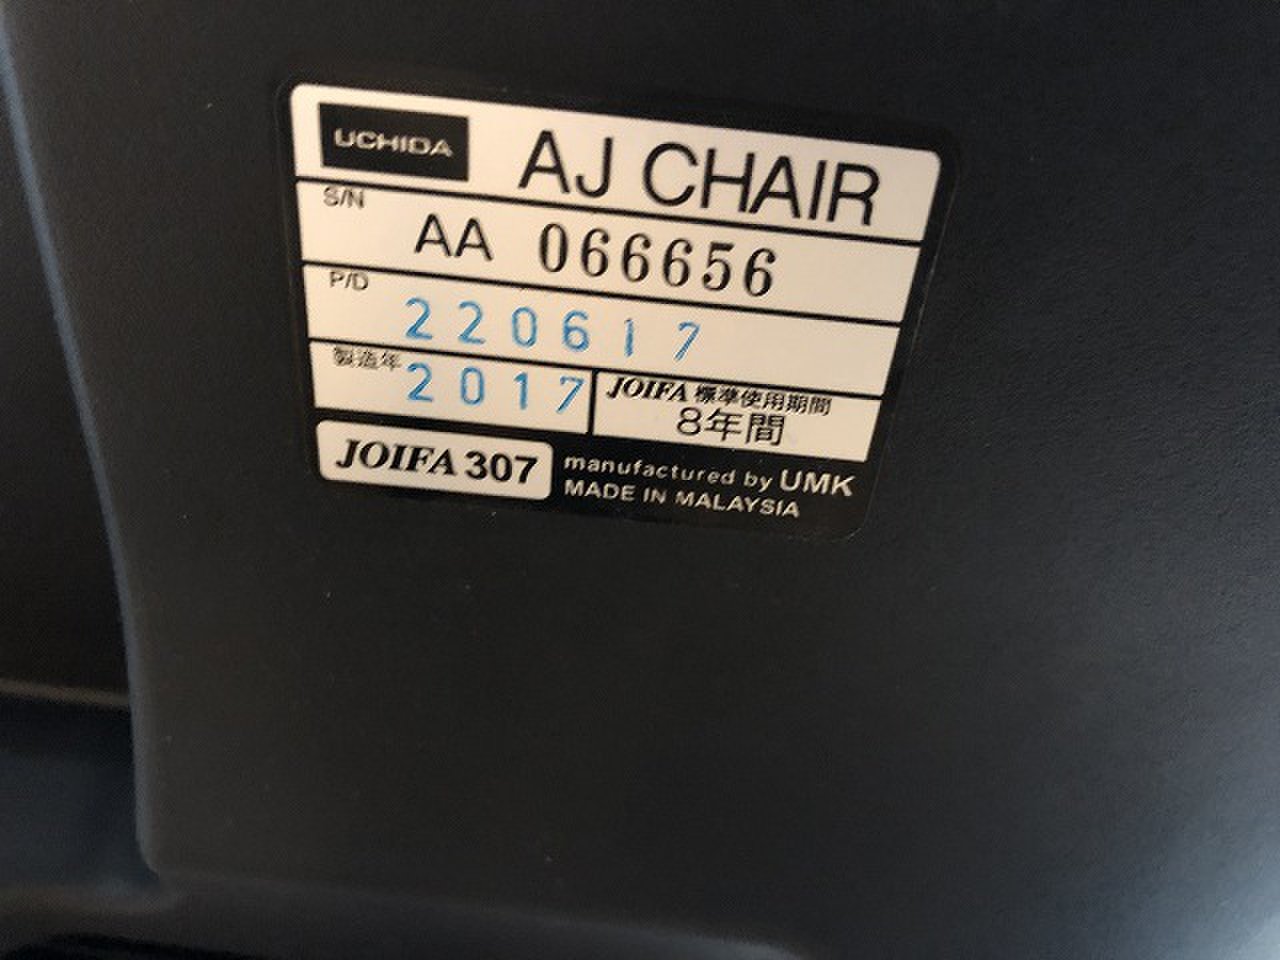 UCHIDA AJ CHAIR
S/N AA 066656
P/D 220617
製造年 2017
JOIFA 標準使用期間
8年間
JOIFA 307
manufactured by UMK
MADE IN MALAYSIA